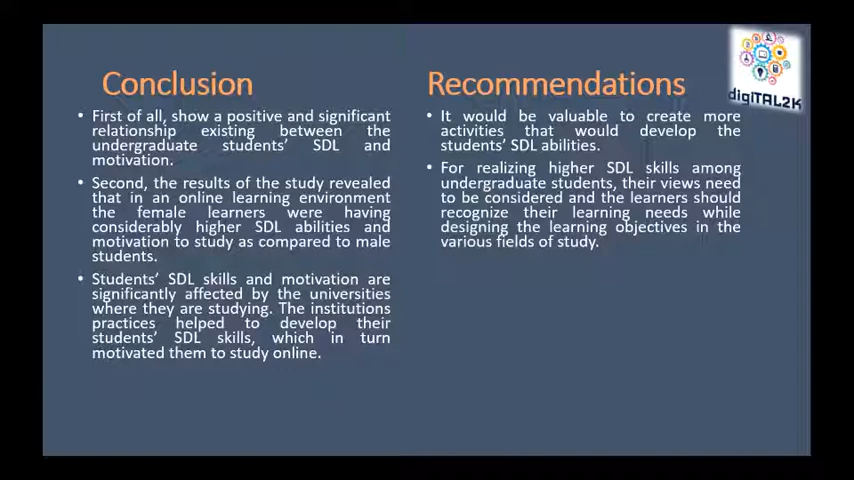 Conclusion
• First of all, show a positive and significant
relationship existing between the
undergraduate students' SDL and
motivation.
• Second, the results of the study revealed
that in an online learning environment
the female learners were having
considerably higher SDL abilities and
motivation to study as compared to male
students.
• Students' SDL skills and motivation are
significantly affected by the universities
where they are studying. The institutions
practices helped to develop their
students' SDL skills, which in turn
motivated them to study online.
Recommendations
• It would be valuable to create more
activities that would develop the
students' SDL abilities.
• For realizing higher SDL skills among
undergraduate students, their views need
to be considered and the learners should
recognize their learning needs while
designing the learning objectives in the
various fields of study.
digiTAL2K